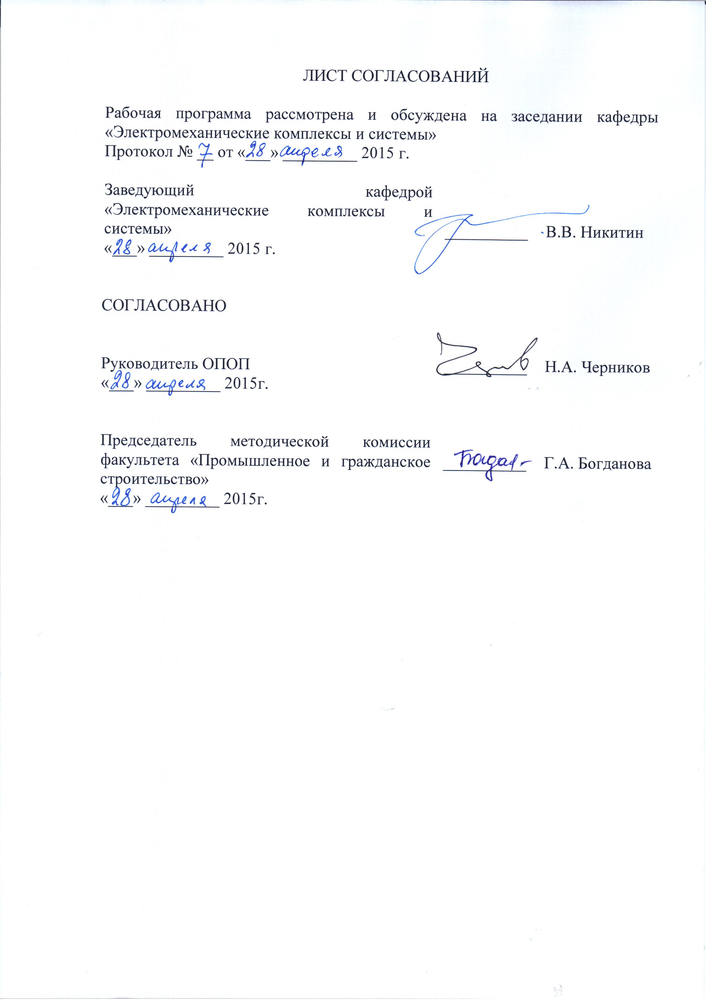 ЛИСТ СОГЛАСОВАНИЙ
Рабочая программа рассмотрена и обсуждена на заседании кафедры
«Электромеханические комплексы и системы»
Протокол № 7 от «28» апреля 2015 г.
Заведующий кафедрой
«Электромеханические комплексы и
системы» В.В. Никитин
«28» апреля 2015 г.
СОГЛАСОВАНО
Руководитель ОПОП Н.А. Черников
«28» апреля 2015г.
Председатель методической комиссии
факультета «Промышленное и гражданское Г.А. Богданова
строительство»
«28» апреля 2015г.